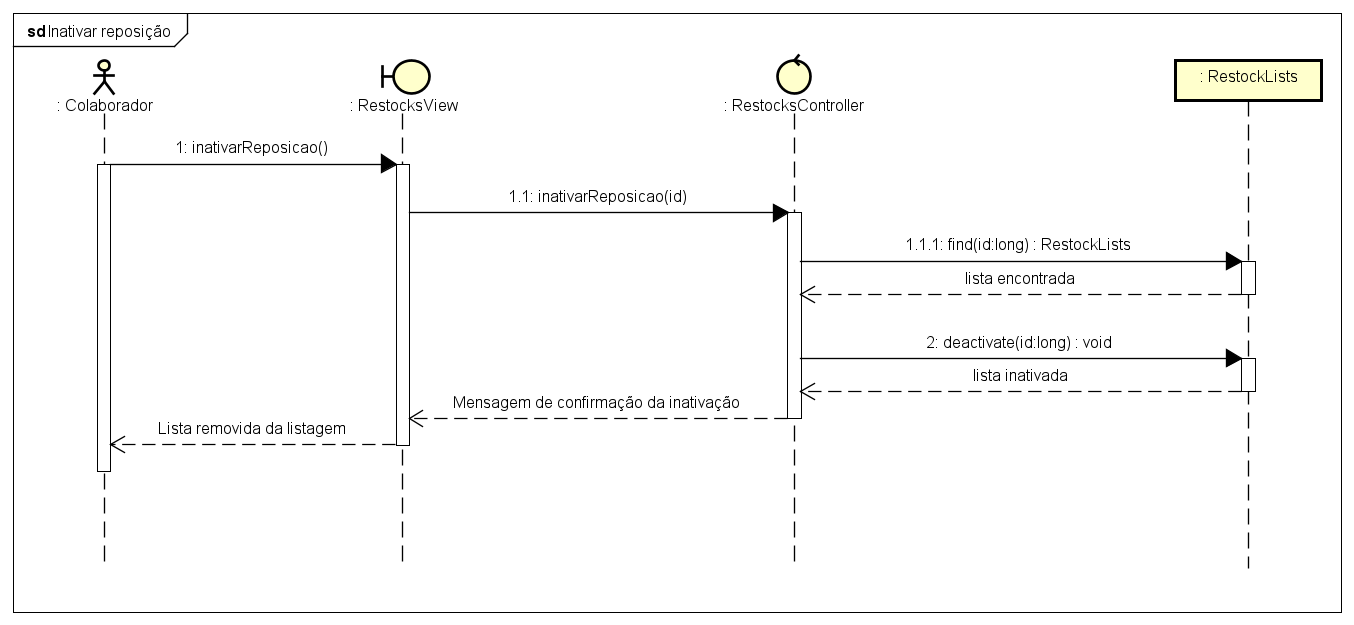 sd Inativar reposição
: Colaborador
: RestocksView
: RestocksController
: RestockLists
1: inativarReposicao()
1.1: inativarReposicao(id)
1.1.1: find(id:long) : RestockLists
lista encontrada
2: deactivate(id:long) : void
lista inativada
Mensagem de confirmação da inativação
Lista removida da listagem